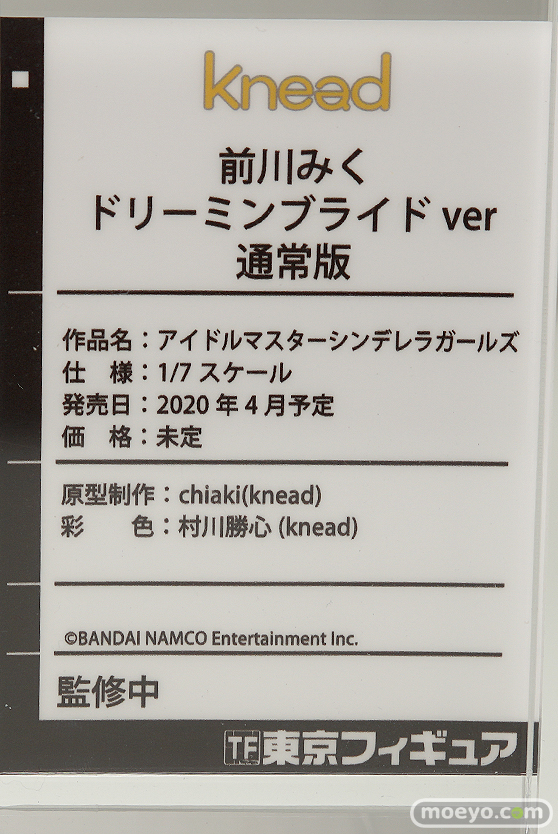 knead
前川みく
ドリーミンブライド ver
通常版
作品名：アイドルマスターシンデレラガールズ
仕　様：1/7 スケール
発売日：2020 年 4 月予定
価　格：未定
原型制作：chiaki(knead)
彩　　色：村川勝心 (knead)
©BANDAI NAMCO Entertainment Inc.
監修中
TF 東京フィギュア
moeyo.com